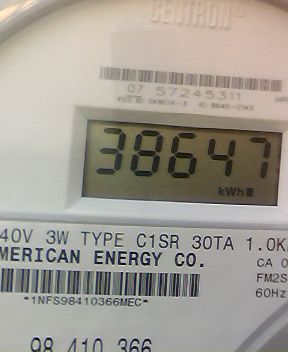 CENTRON®
07 57245311
38647
kWh
40V 3W TYPE C1SR 30TA 1.0K
MERICAN ENERGY CO.
CA 0
FM2S
60Hz
*1NFS98410366MEC*
98 410 366